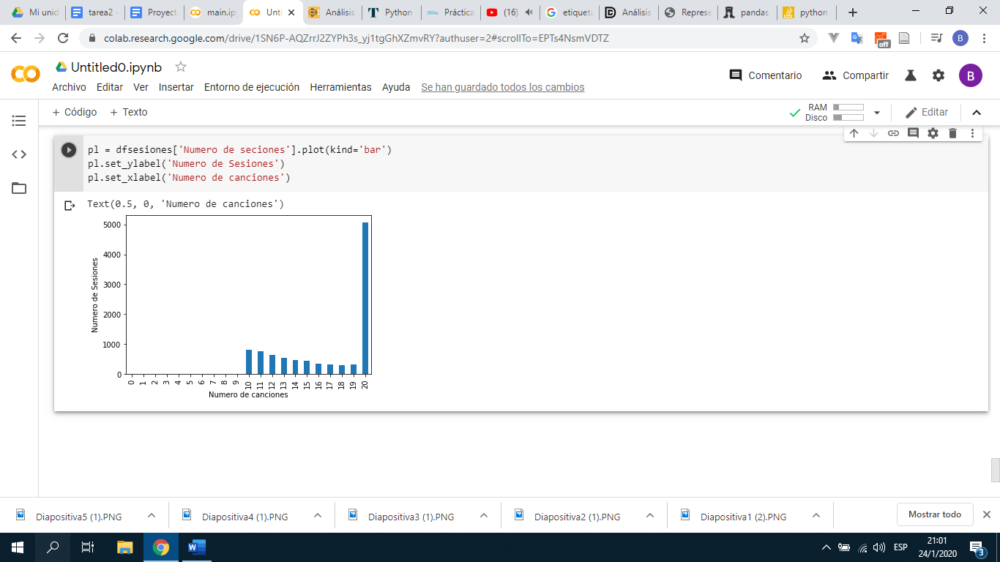 Mi unid
tarea2 -
Proyect
main.ip
Unti
Análisis
Python
Práctica
(16)
etique
Análisis
Represe
pandas
python
colab.research.google.com/drive/1SN6P-AQZrrJ2ZYPh3s_yj1tgGhXZmvRY?authuser=2#scrollTo=EPTs4NsmVDTZ
off
B
Untitled0.ipynb
Archivo Editar Ver Insertar Entorno de ejecución Herramientas Ayuda Se han guardado todos los cambios
Comentario
Compartir
B
+ Código + Texto
RAM
Disco
Editar
pl = dfsesiones['Numero de seciones'].plot(kind='bar')
pl.set_ylabel('Numero de Sesiones')
pl.set_xlabel('Numero de canciones')
Text(0.5, 0, 'Numero de canciones')
5000
4000
3000
2000
1000
0
Numero de Sesiones
0 1 2 3 4 5 6 7 8 9 10 11 12 13 14 15 16 17 18 19 20
Numero de canciones
Diapositiva5 (1).PNG
Diapositiva4 (1).PNG
Diapositiva3 (1).PNG
Diapositiva2 (1).PNG
Diapositiva1 (2).PNG
Mostrar todo
ESP
21:01
24/1/2020
3